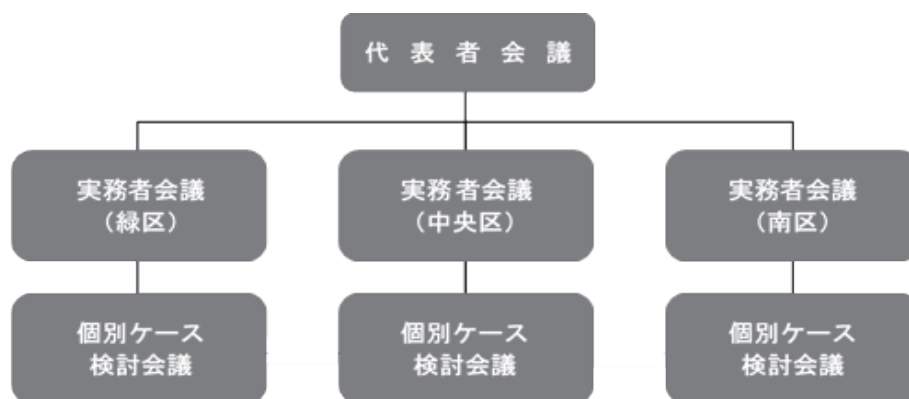 代表者会議
実務者会議
（緑区）
実務者会議
（中央区）
実務者会議
（南区）
個別ケース
検討会議
個別ケース
検討会議
個別ケース
検討会議